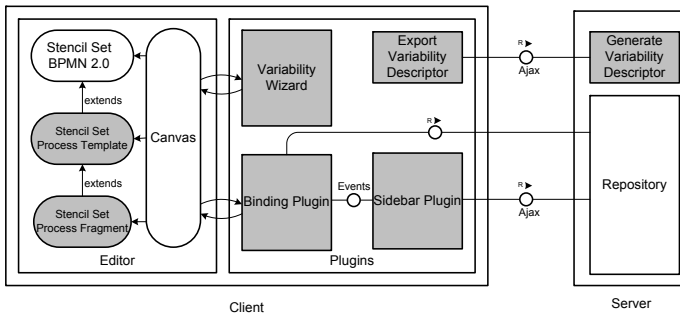 Stencil Set
BPMN 2.0
extends
Stencil Set
Process Template
extends
Stencil Set
Process Fragment
Canvas
Editor
Variability
Wizard
Export
Variability
Descriptor
Binding Plugin
Events
Sidebar Plugin
Plugins
R
Ajax
R
R
Ajax
Generate
Variability
Descriptor
Repository
Client
Server